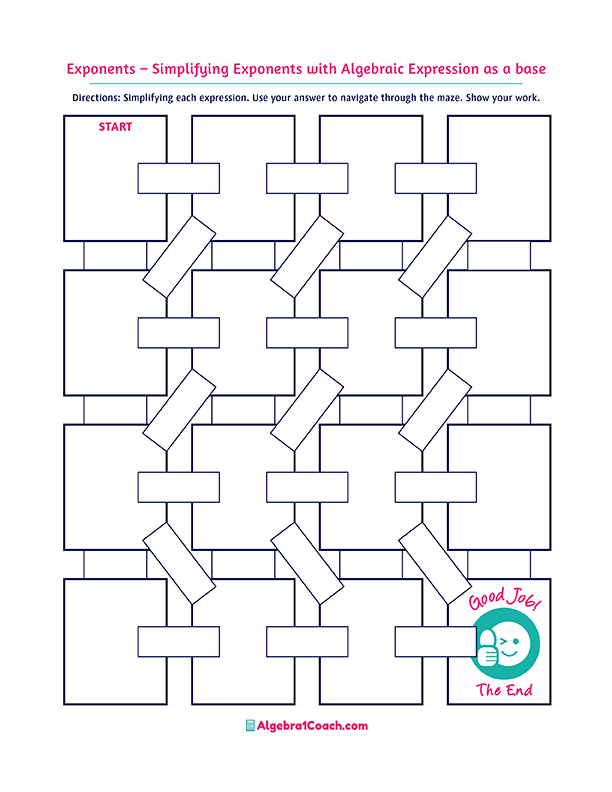 Exponents – Simplifying Exponents with Algebraic Expression as a base
Directions: Simplifying each expression. Use your answer to navigate through the maze. Show your work.
START
Good Job!
The End
Algebra1Coach.com